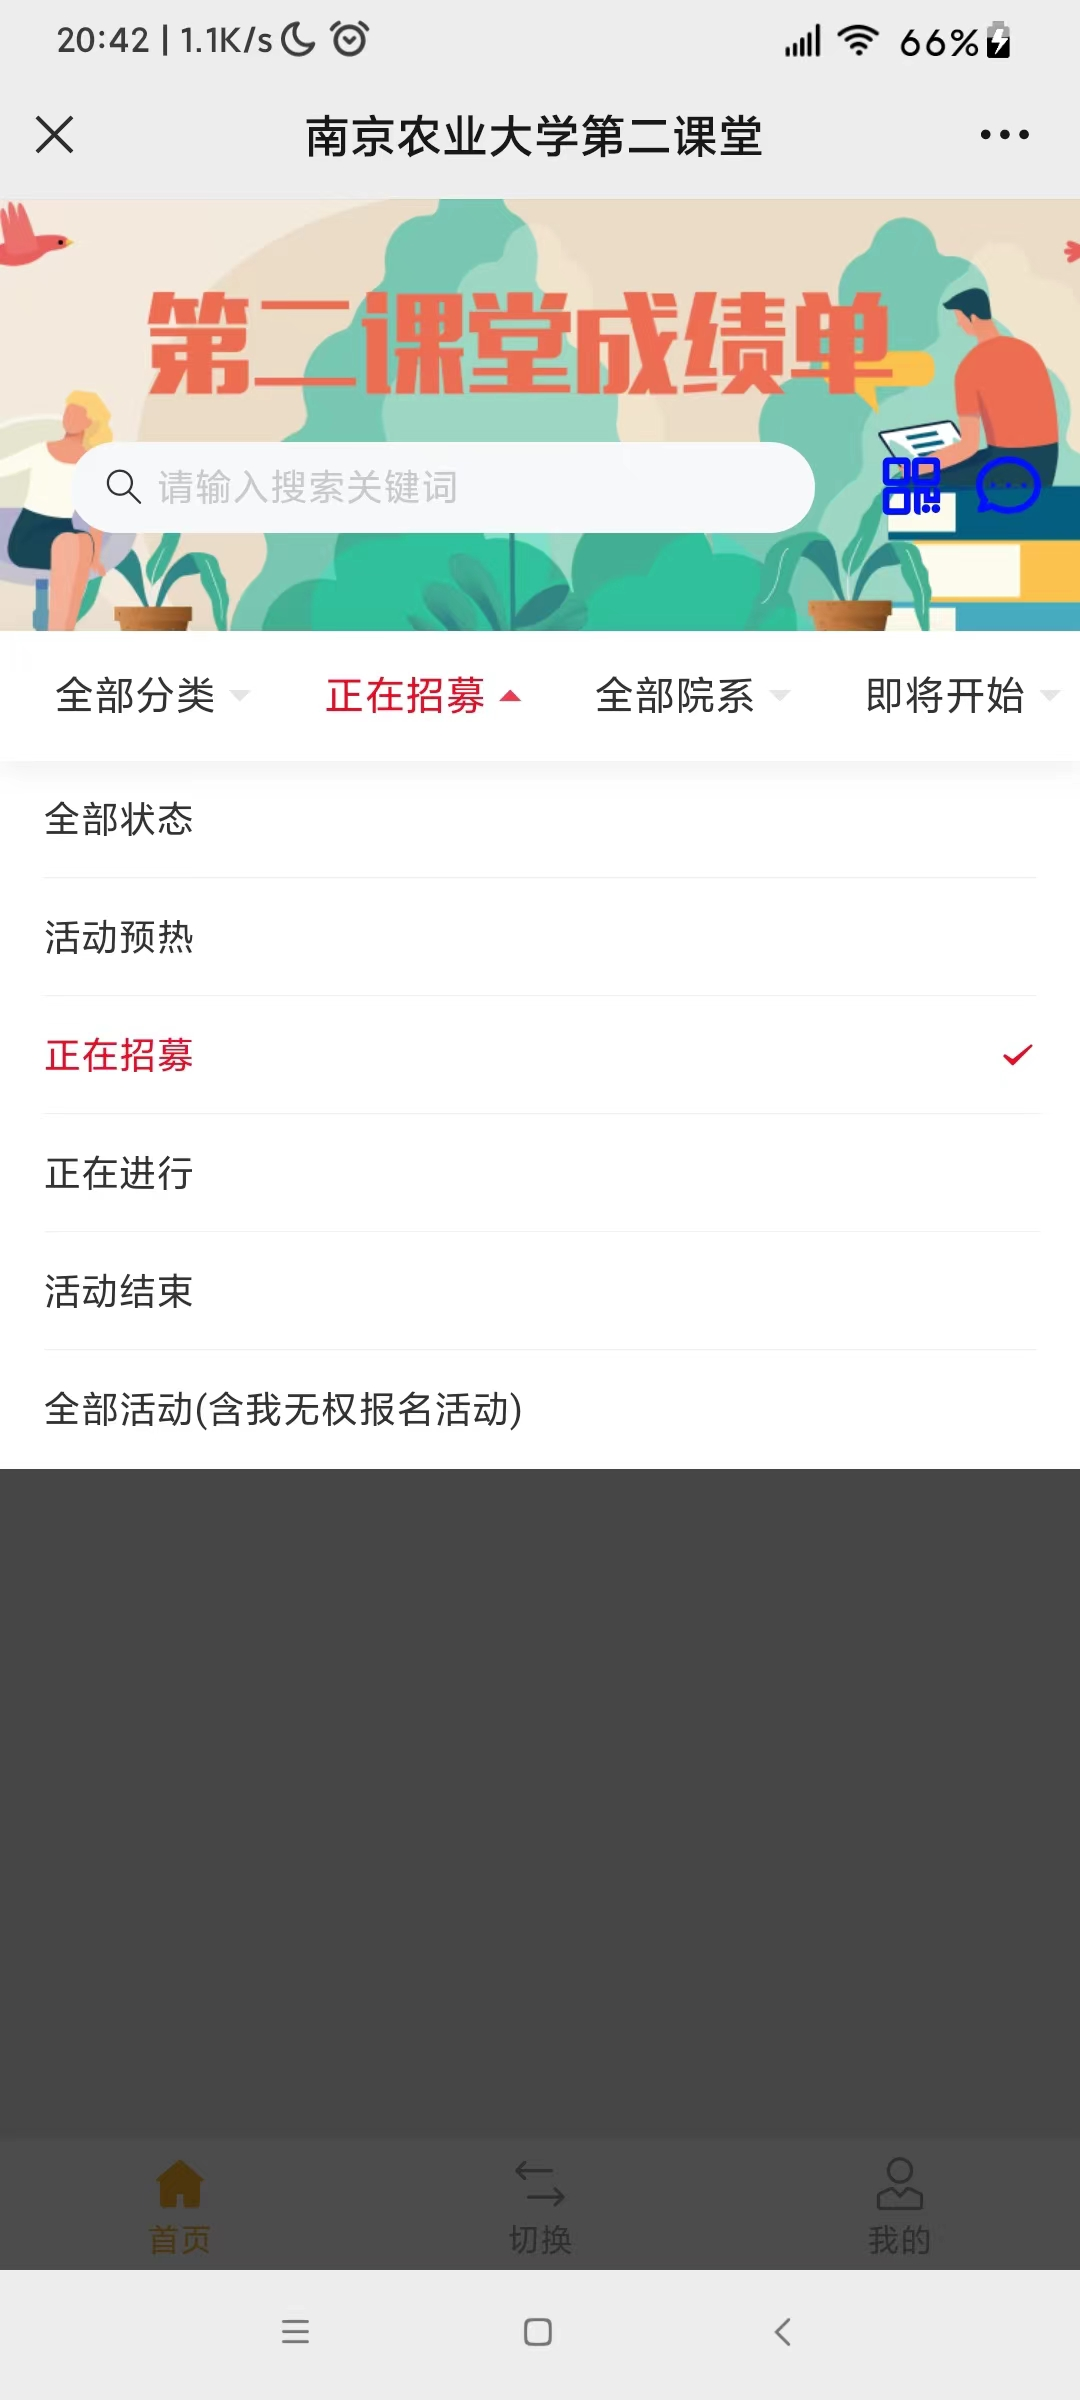 20:42 | 1.1K/s
66%
南京农业大学第二课堂
第二课堂成绩单
请输入搜索关键词
全部分类 正在招募 全部院系 即将开始
全部状态
活动预热
正在招募
正在进行
活动结束
全部活动(含我无权报名活动)
首页 切换 我的